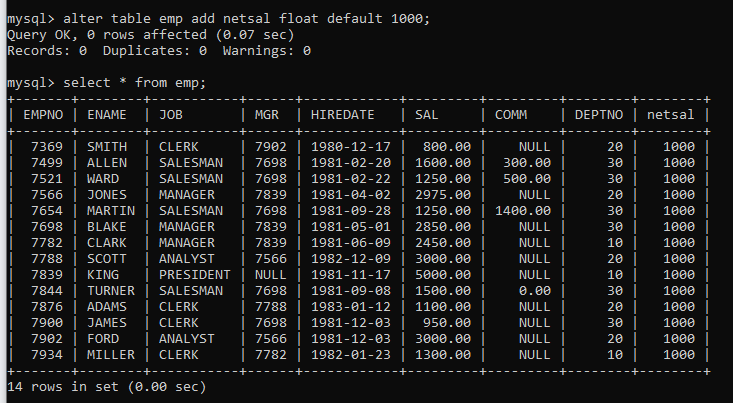 mysql> alter table emp add netsal float default 1000;
Query OK, 0 rows affected (0.07 sec)
Records: 0  Duplicates: 0  Warnings: 0

mysql> select * from emp;
+-------+--------+-----------+------+------------+---------+---------+--------+--------+
| EMPNO | ENAME  | JOB       | MGR  | HIREDATE   | SAL     | COMM    | DEPTNO | netsal |
+-------+--------+-----------+------+------------+---------+---------+--------+--------+
|  7369 | SMITH  | CLERK     | 7902 | 1980-12-17 |  800.00 |    NULL |     20 |   1000 |
|  7499 | ALLEN  | SALESMAN  | 7698 | 1981-02-20 | 1600.00 |  300.00 |     30 |   1000 |
|  7521 | WARD   | SALESMAN  | 7698 | 1981-02-22 | 1250.00 |  500.00 |     30 |   1000 |
|  7566 | JONES  | MANAGER   | 7839 | 1981-04-02 | 2975.00 |    NULL |     20 |   1000 |
|  7654 | MARTIN | SALESMAN  | 7698 | 1981-09-28 | 1250.00 | 1400.00 |     30 |   1000 |
|  7698 | BLAKE  | MANAGER   | 7839 | 1981-05-01 | 2850.00 |    NULL |     30 |   1000 |
|  7782 | CLARK  | MANAGER   | 7839 | 1981-06-09 | 2450.00 |    NULL |     10 |   1000 |
|  7788 | SCOTT  | ANALYST   | 7566 | 1982-12-09 | 3000.00 |    NULL |     20 |   1000 |
|  7839 | KING   | PRESIDENT | NULL | 1981-11-17 | 5000.00 |    NULL |     10 |   1000 |
|  7844 | TURNER | SALESMAN  | 7698 | 1981-09-08 | 1500.00 |    0.00 |     30 |   1000 |
|  7876 | ADAMS  | CLERK     | 7788 | 1983-01-12 | 1100.00 |    NULL |     20 |   1000 |
|  7900 | JAMES  | CLERK     | 7698 | 1981-12-03 |  950.00 |    NULL |     30 |   1000 |
|  7902 | FORD   | ANALYST   | 7566 | 1981-12-03 | 3000.00 |    NULL |     20 |   1000 |
|  7934 | MILLER | CLERK     | 7782 | 1982-01-23 | 1300.00 |    NULL |     10 |   1000 |
+-------+--------+-----------+------+------------+---------+---------+--------+--------+
14 rows in set (0.00 sec)